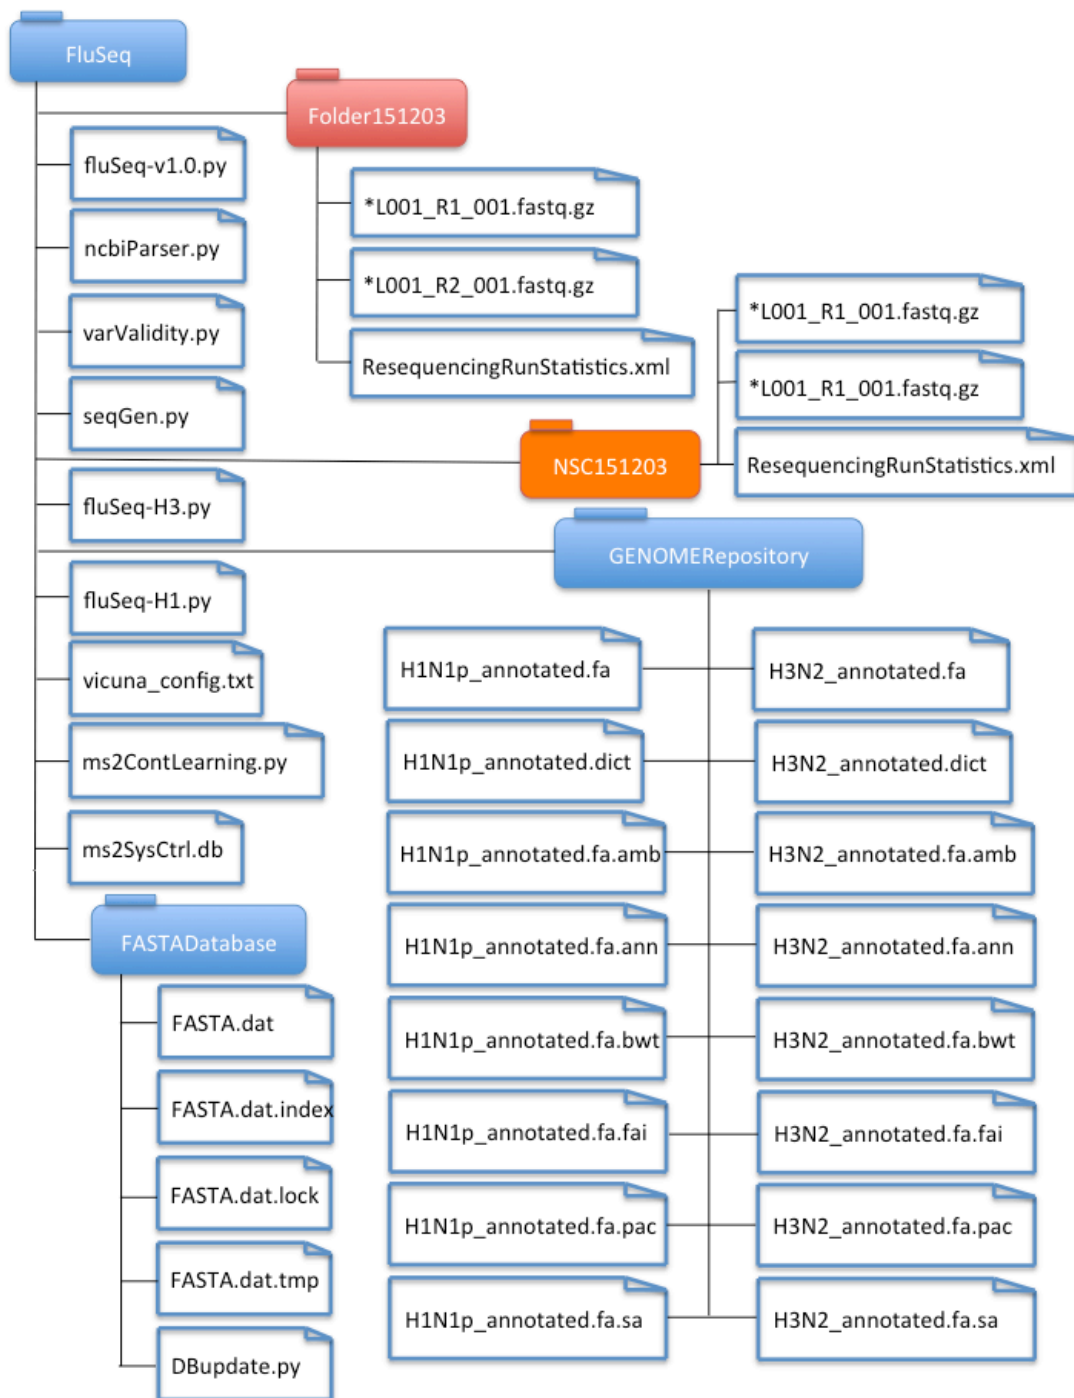 FluSeq
Folder151203
fluSeq-v1.0.py
*L001_R1_001.fastq.gz
ncbiParser.py
*L001_R2_001.fastq.gz
*L001_R1_001.fastq.gz
varValidity.py
ResequencingRunStatistics.xml
*L001_R1_001.fastq.gz
seqGen.py
NSC151203
ResequencingRunStatistics.xml
fluSeq-H3.py
GENOMERepository
fluSeq-H1.py
H1N1p_annotated.fa
H3N2_annotated.fa
vicuna_config.txt
ms2ContLearning.py
H1N1p_annotated.dict
H3N2_annotated.dict
ms2SysCtrl.db
H1N1p_annotated.fa.amb
H3N2_annotated.fa.amb
FASTADatabase
H1N1p_annotated.fa.ann
H3N2_annotated.fa.ann
FASTA.dat
H1N1p_annotated.fa.bwt
H3N2_annotated.fa.bwt
FASTA.dat.index
H1N1p_annotated.fa.fai
H3N2_annotated.fa.fai
FASTA.dat.lock
H1N1p_annotated.fa.pac
H3N2_annotated.fa.pac
FASTA.dat.tmp
H1N1p_annotated.fa.sa
H3N2_annotated.fa.sa
DBupdate.py